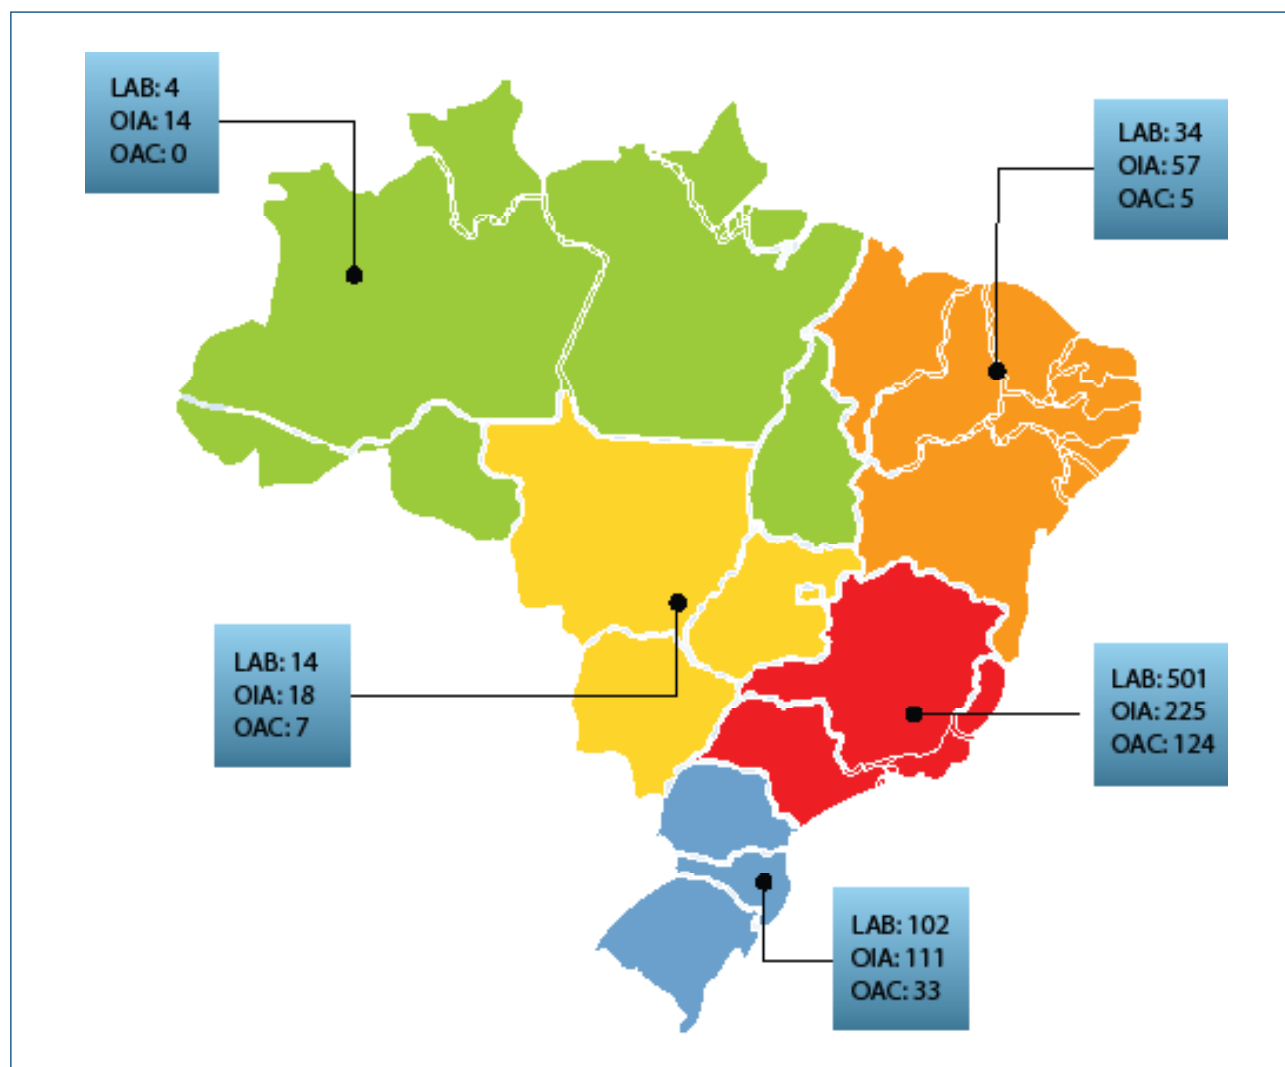 LAB: 4
OIA: 14
OAC: 0
LAB: 34
OIA: 57
OAC: 5
LAB: 14
OIA: 18
OAC: 7
LAB: 501
OIA: 225
OAC: 124
LAB: 102
OIA: 111
OAC: 33